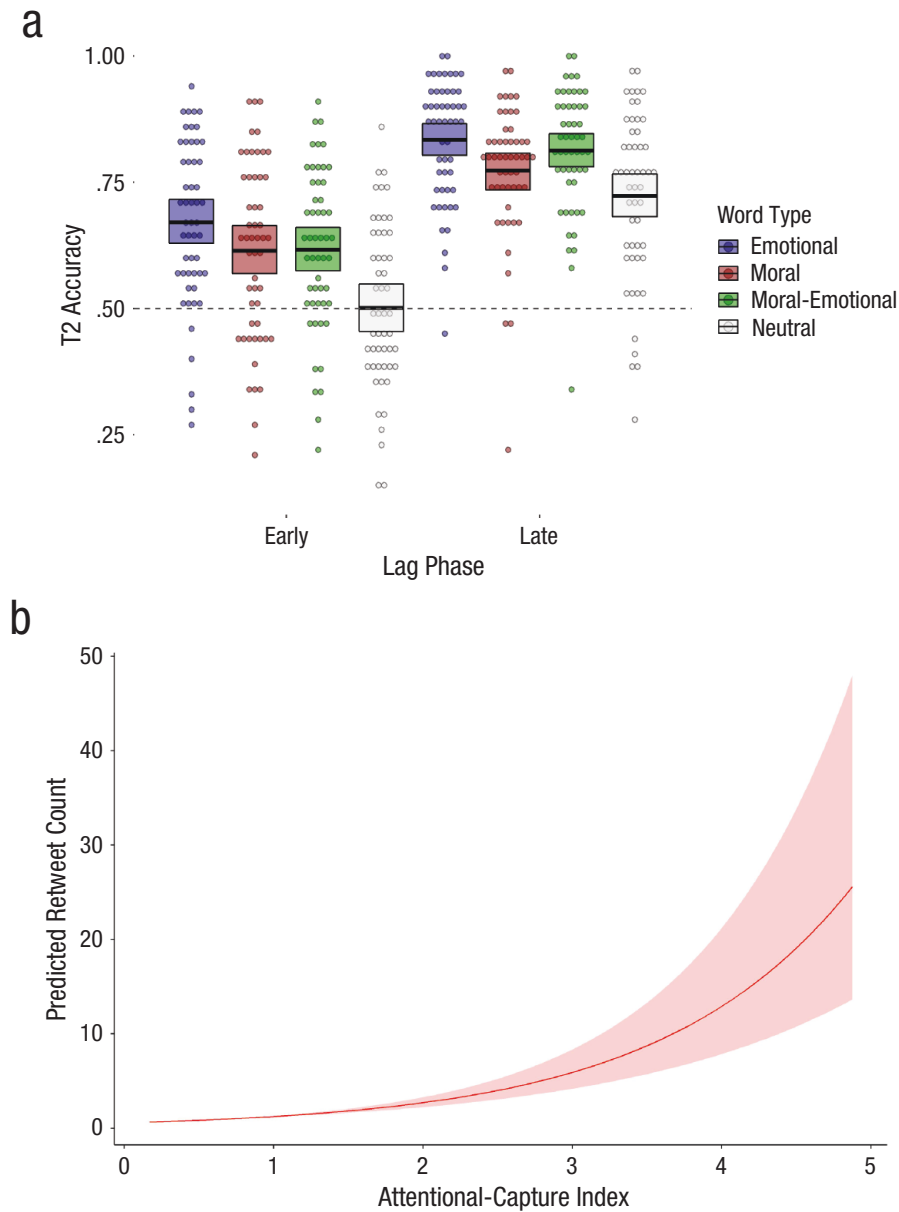 a
T2 Accuracy
1.00
.75
.50
.25
Early
Late
Lag Phase
Word Type
Emotional
Moral
Moral-Emotional
Neutral
b
Predicted Retweet Count
50
40
30
20
10
0
0
1
2
3
4
5
Attentional-Capture Index